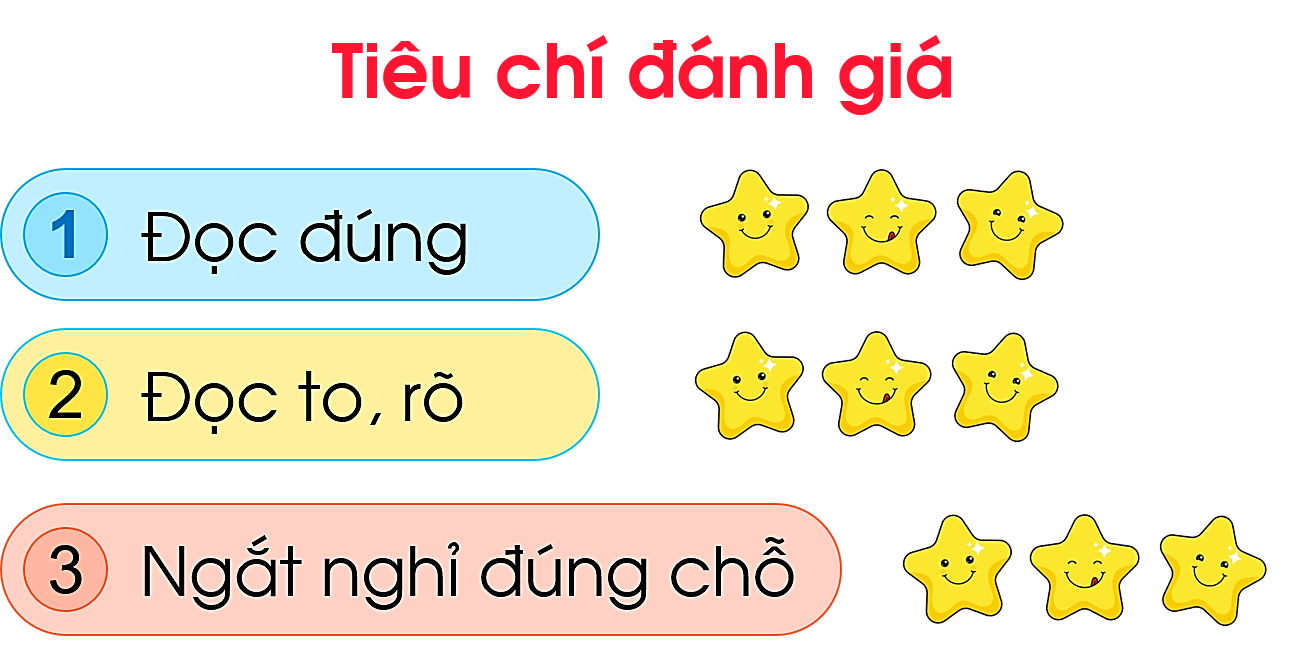 Tiêu chí đánh giá
1 Đọc đúng
2 Đọc to, rõ
3 Ngắt nghỉ đúng chỗ